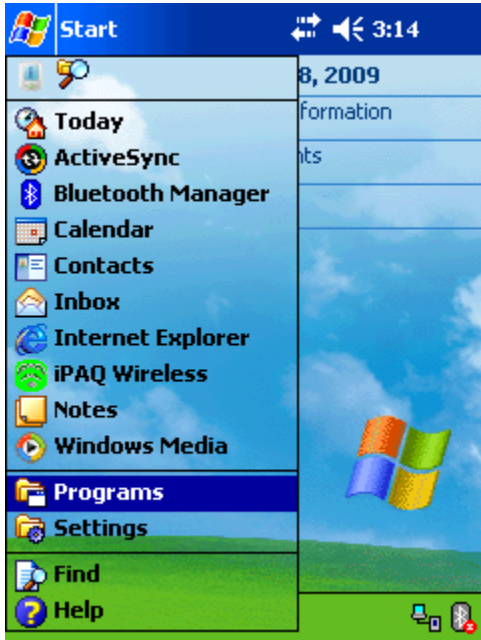 Start 3:14
8, 2009
formation
Today
nts
ActiveSync
Bluetooth Manager
Calendar
Contacts
Inbox
Internet Explorer
iPAQ Wireless
Notes
Windows Media
Programs
Settings
Find
Help